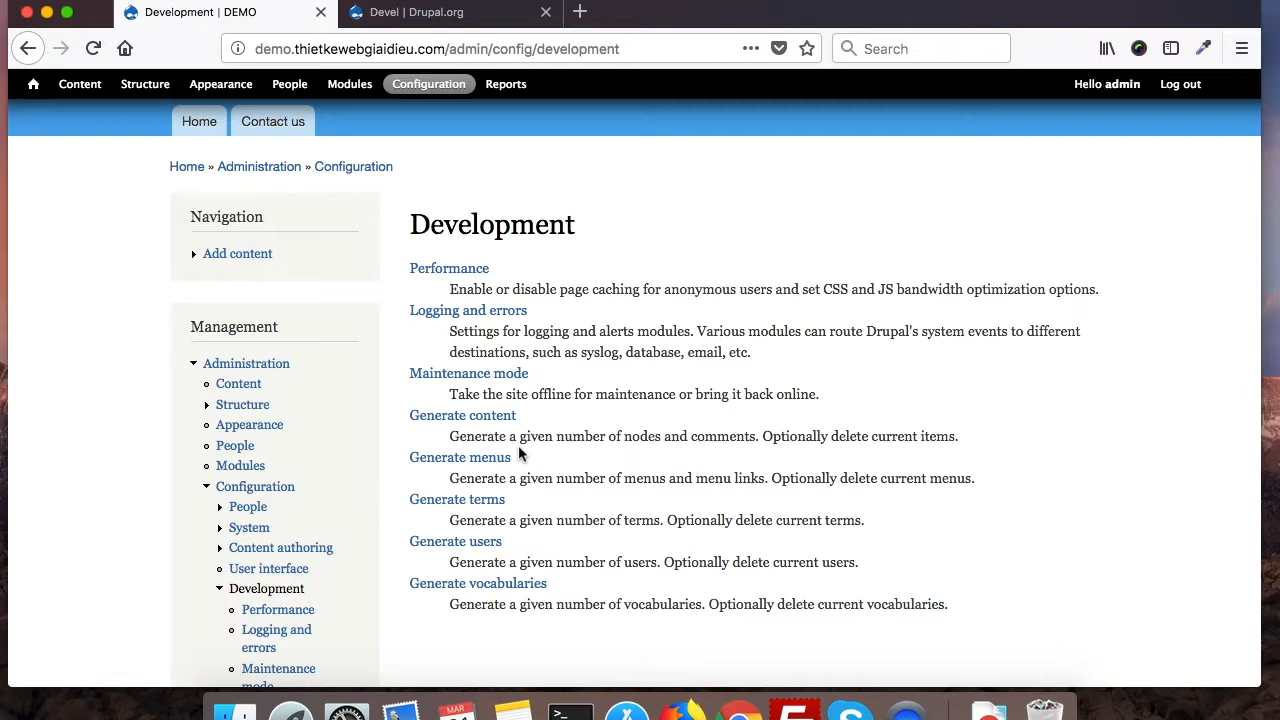 Development | DEMO
Devel | Drupal.org
demo.thietkewebgiaidieu.com/admin/config/development
Search
Content
Structure
Appearance
People
Modules
Configuration
Reports
Hello admin
Log out
Home
Contact us
Home » Administration » Configuration
Navigation
Add content
Management
Administration
Content
Structure
Appearance
People
Modules
Configuration
People
System
Content authoring
User interface
Development
Performance
Logging and
errors
Maintenance
mode
Development
Performance
Enable or disable page caching for anonymous users and set CSS and JS bandwidth optimization options.
Logging and errors
Settings for logging and alerts modules. Various modules can route Drupal's system events to different
destinations, such as syslog, database, email, etc.
Maintenance mode
Take the site offline for maintenance or bring it back online.
Generate content
Generate a given number of nodes and comments. Optionally delete current items.
Generate menus
Generate a given number of menus and menu links. Optionally delete current menus.
Generate terms
Generate a given number of terms. Optionally delete current terms.
Generate users
Generate a given number of users. Optionally delete current users.
Generate vocabularies
Generate a given number of vocabularies. Optionally delete current vocabularies.
MAR